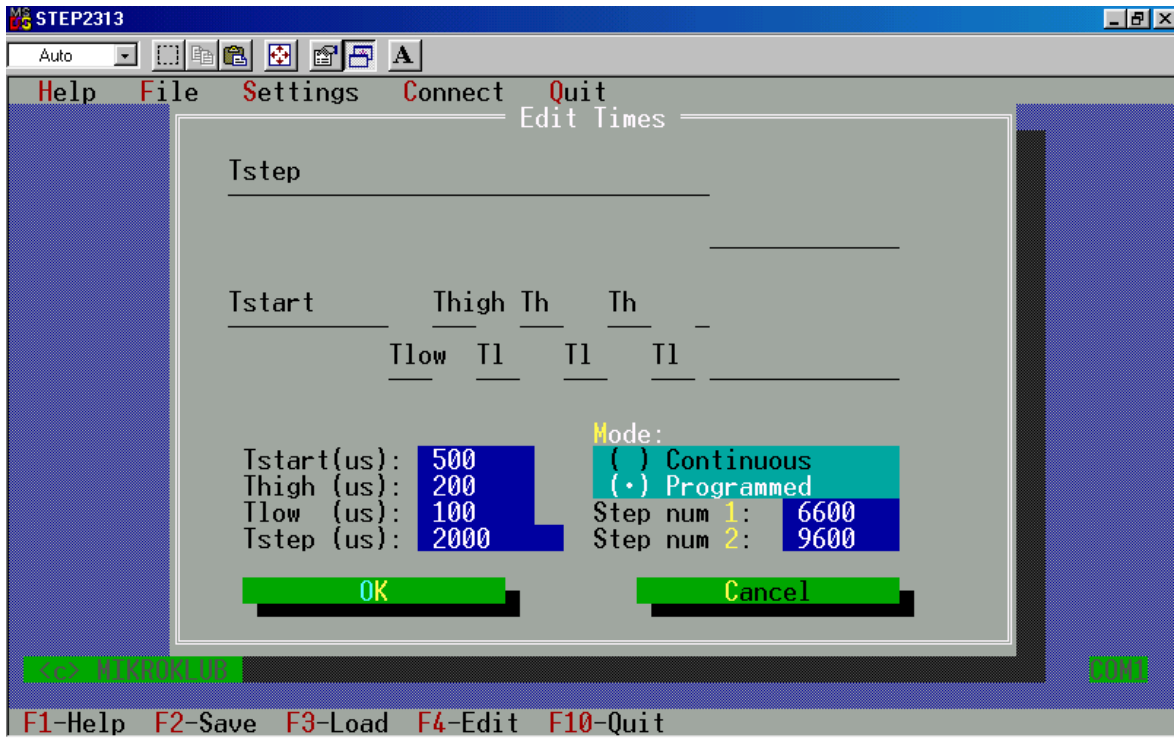 STEP2313
Auto A
Help File Settings Connect Quit
Edit Times
Tstep
Tstart Thigh Th Th
Tlow Tl Tl Tl
Mode:
Tstart(us): 500 ( ) Continuous
Thigh (us): 200 (•) Programmed
Tlow (us): 100 Step num 1: 6600
Tstep (us): 2000 Step num 2: 9600
OK Cancel
<c> MIKROKLUB COM1
F1-Help F2-Save F3-Load F4-Edit F10-Quit